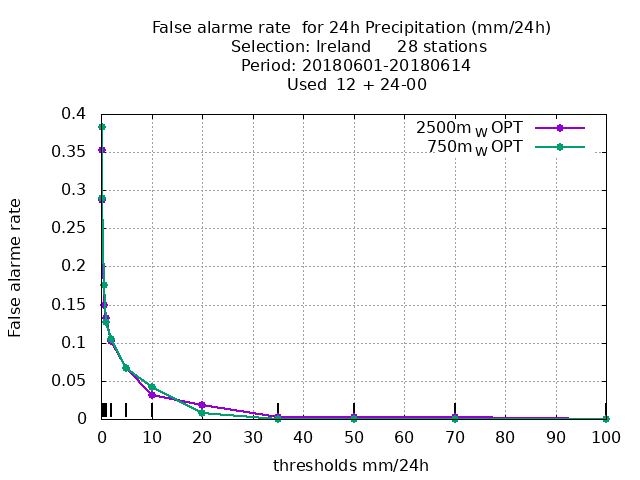 False alarme rate  for 24h Precipitation (mm/24h)
Selection: Ireland     28 stations
Period: 20180601-20180614
Used  12 + 24-00
2500m W OPT
750m W OPT
0.4
0.35
0.3
0.25
0.2
0.15
0.1
0.05
0
False alarme rate
0 10 20 30 40 50 60 70 80 90 100
thresholds mm/24h